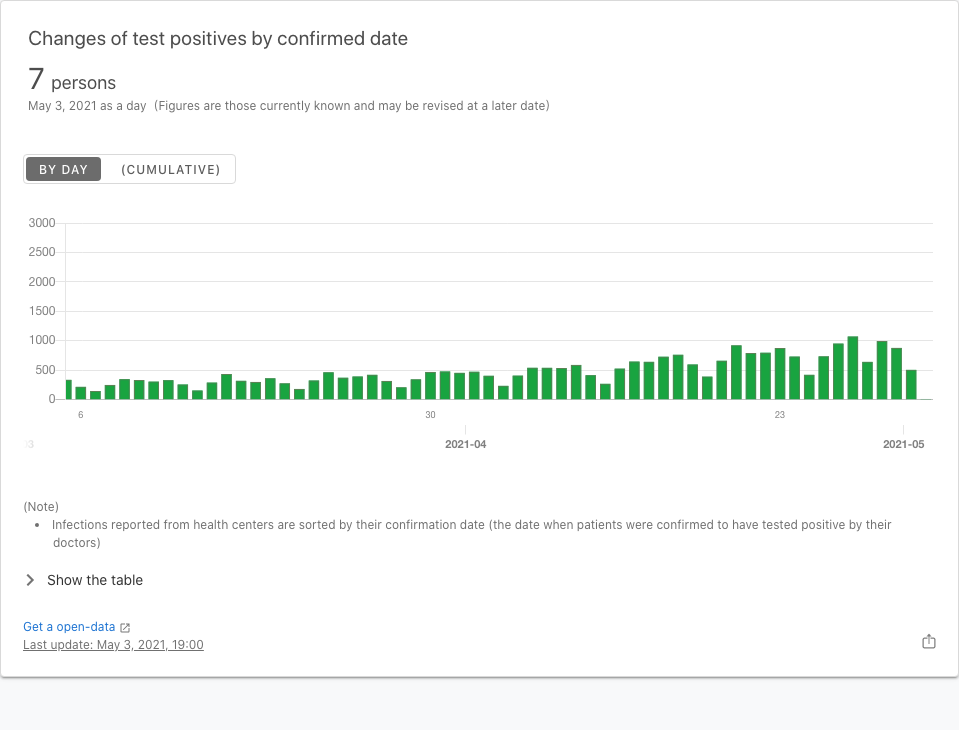 Changes of test positives by confirmed date
7 persons
May 3, 2021 as a day (Figures are those currently known and may be revised at a later date)
BY DAY (CUMULATIVE)
3000
2500
2000
1500
1000
500
0
6 30 23
2021-04 2021-05
(Note)
• Infections reported from health centers are sorted by their confirmation date (the date when patients were confirmed to have tested positive by their
doctors)
Show the table
Get a open-data
Last update: May 3, 2021, 19:00